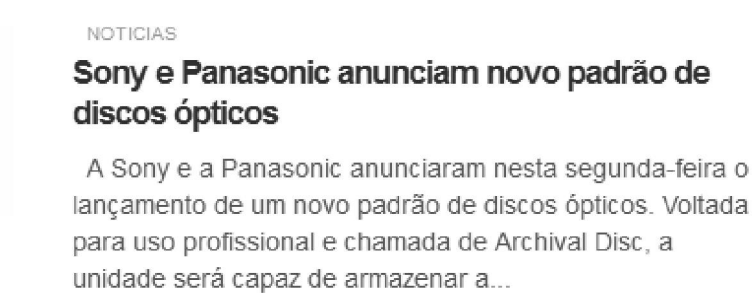 NOTICIAS
Sony e Panasonic anunciam novo padrão de
discos ópticos
A Sony e a Panasonic anunciaram nesta segunda-feira o
lançamento de um novo padrão de discos ópticos. Voltada
para uso profissional e chamada de Archival Disc, a
unidade será capaz de armazenar a...